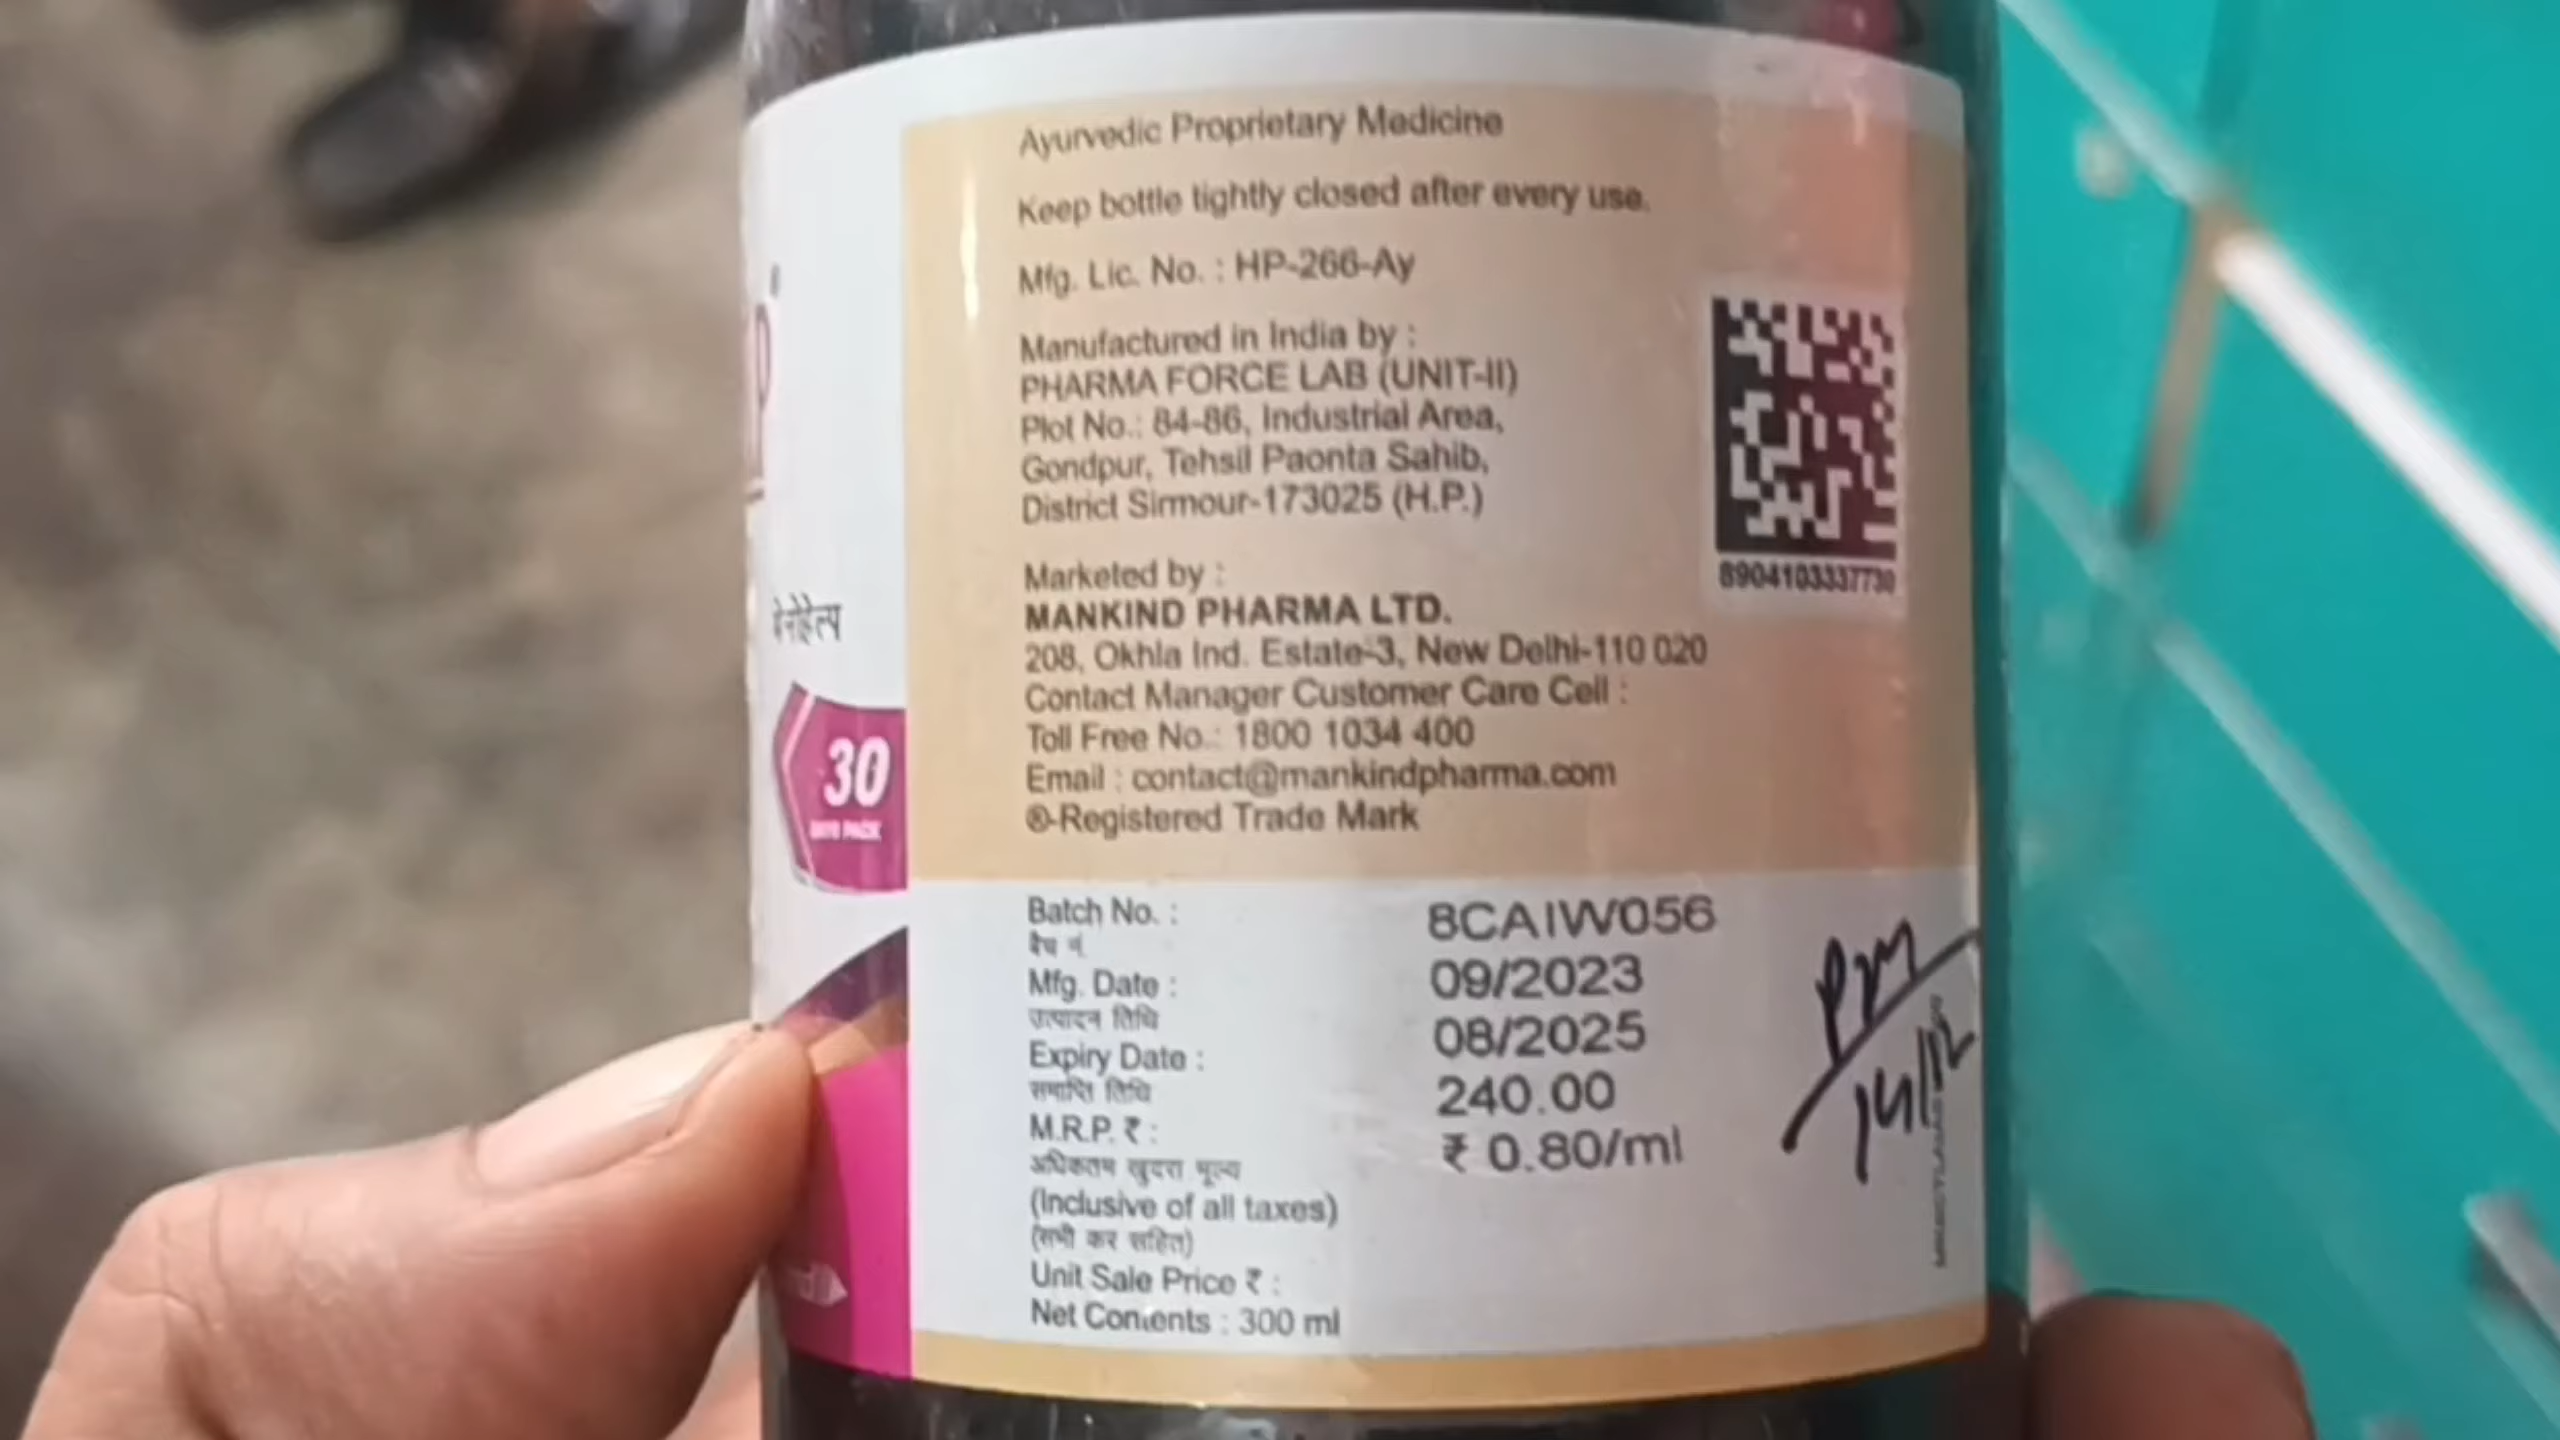 Ayurvedic Proprietary Medicine
Keep bottle tightly closed after every use.
Mfg. Lic. No. : HP-266-Ay
Manufactured in India by :
PHARMA FORCE LAB (UNIT-II)
Plot No.: 84-86, Industrial Area,
Gondpur, Tehsil Paonta Sahib,
District Sirmour-173025 (H.P.)
8904103337730
Marketed by :
MANKIND PHARMA LTD.
208, Okhla Ind. Estate-3, New Delhi-110 020
Contact Manager Customer Care Cell :
Toll Free No.: 1800 1034 400
Email : contact@mankindpharma.com
®-Registered Trade Mark
30
DAYS PACK
Batch No. : 8CAIW056
बैच नं.
Mfg. Date : 09/2023
उत्पादन तिथि
Expiry Date : 08/2025
समाप्ति तिथि
M.R.P. ₹ : 240.00
अधिकतम खुदरा मूल्य
(Inclusive of all taxes)
(सभी कर सहित)
Unit Sale Price ₹ : ₹ 0.80/ml
Net Contents : 300 ml
14/12